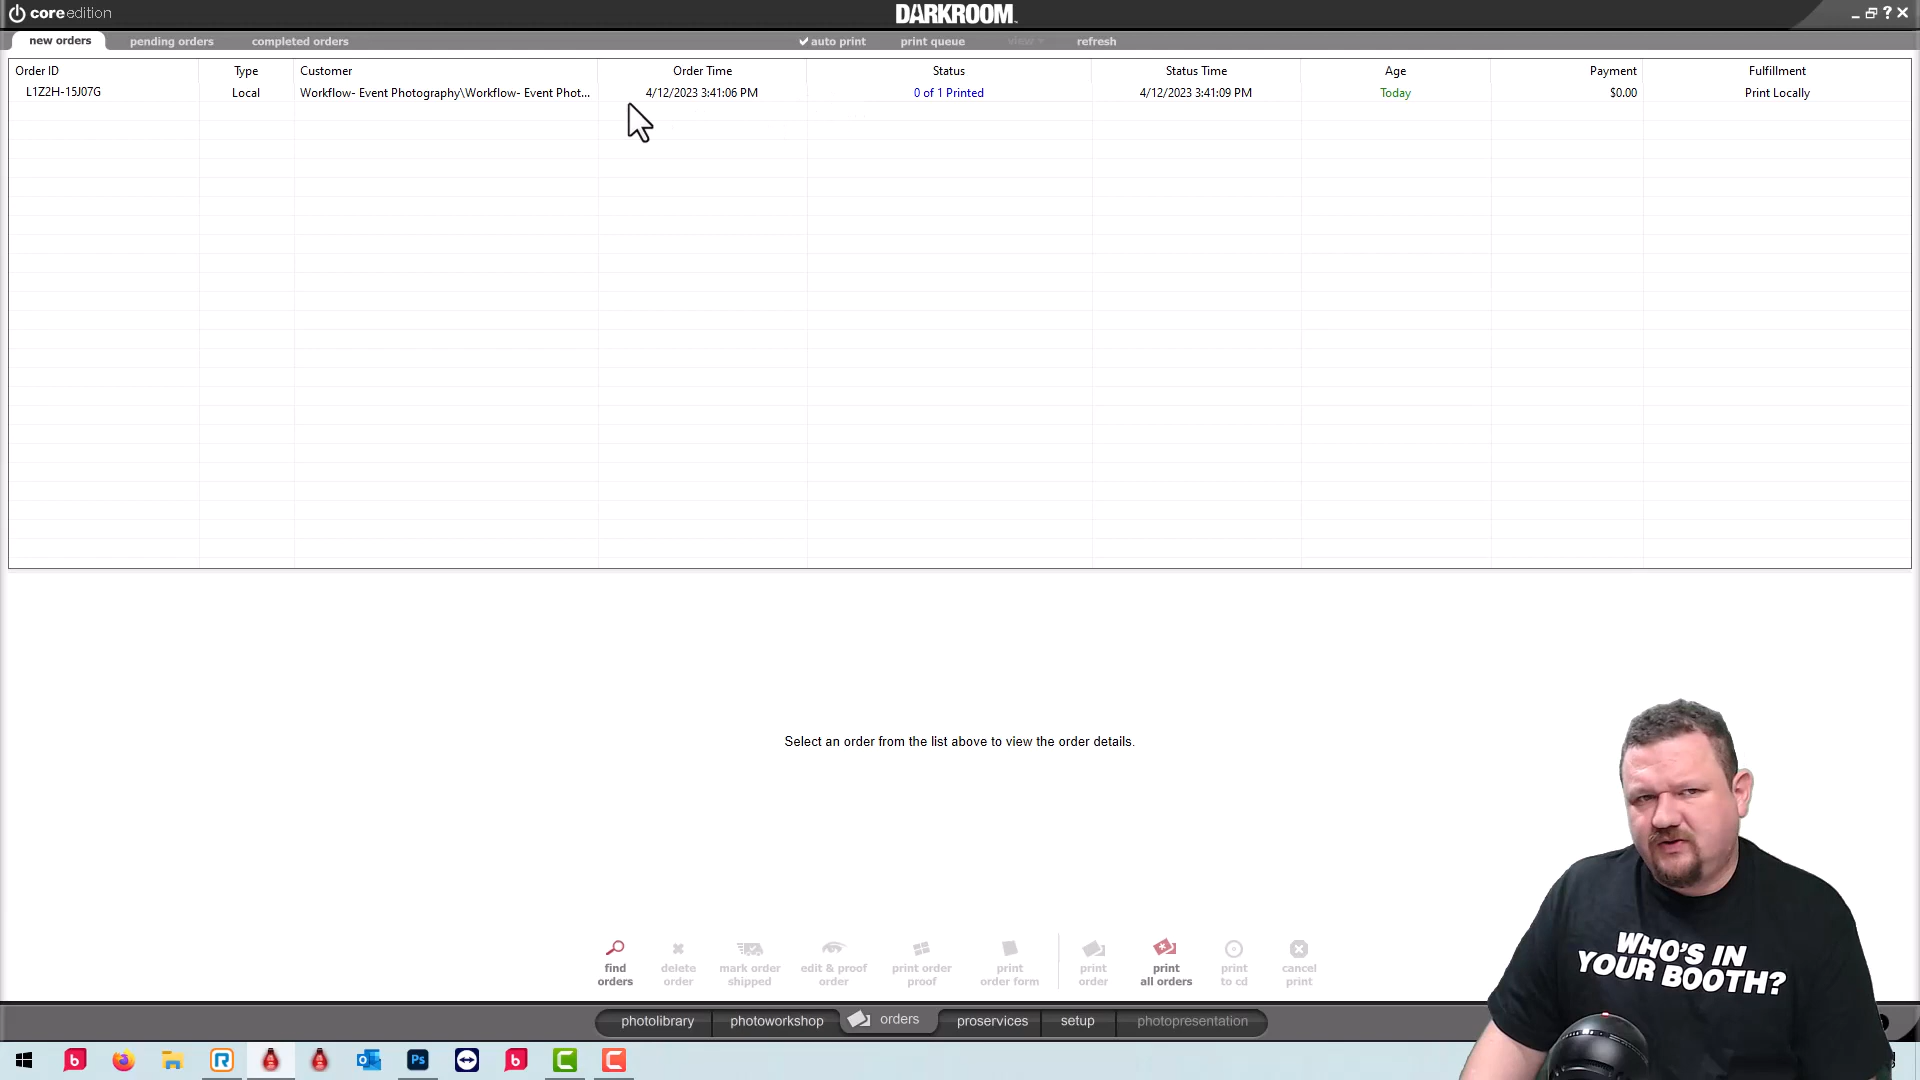 coreedition
DARKROOM
new orders pending orders completed orders auto print print queue view refresh
Order ID Type Customer Order Time Status Status Time Age Payment Fulfillment
L1Z2H-15J07G Local Workflow- Event Photography\Workflow- Event Phot... 4/12/2023 3:41:06 PM 0 of 1 Printed 4/12/2023 3:41:09 PM Today $0.00 Print Locally
Select an order from the list above to view the order details.
find orders
delete order
mark order shipped
edit & proof order
print order proof
print order form
print order
print all orders
print to cd
cancel print
WHO'S IN
YOUR BOOTH?
photolibrary photoworkshop orders proservices setup photopresentation
b R Ps b C C